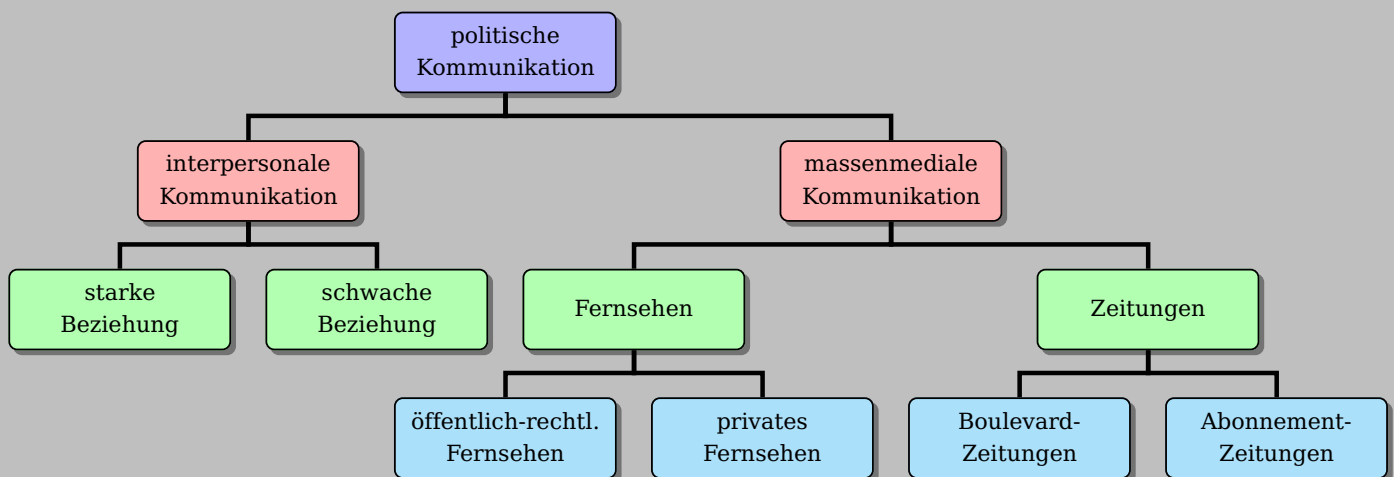 politische
Kommunikation
interpersonale
Kommunikation
massenmediale
Kommunikation
starke
Beziehung
schwache
Beziehung
Fernsehen
Zeitungen
öffentlich-rechtl.
Fernsehen
privates
Fernsehen
Boulevard-
Zeitungen
Abonnement-
Zeitungen